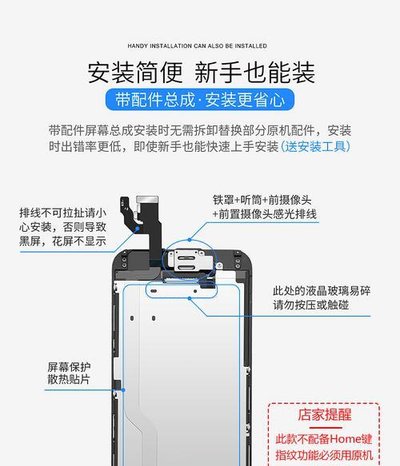 HANDY INSTALLATION CAN ALSO BE INSTALLED
安装简便 新手也能装
带配件总成·安装更省心
带配件屏幕总成安装时无需拆卸替换部分原机配件，安装
时出错率更低，即使新手也能快速上手安装（送安装工具）
铁罩+听筒+前摄像头
+前置摄像头感光排线
排线不可拉扯请小
心安装，否则导致
黑屏，花屏不显示
此处的液晶玻璃易碎
请勿按压或触碰
屏幕保护
散热贴片
店家提醒
此款不配备Home键
指纹功能必须用原机